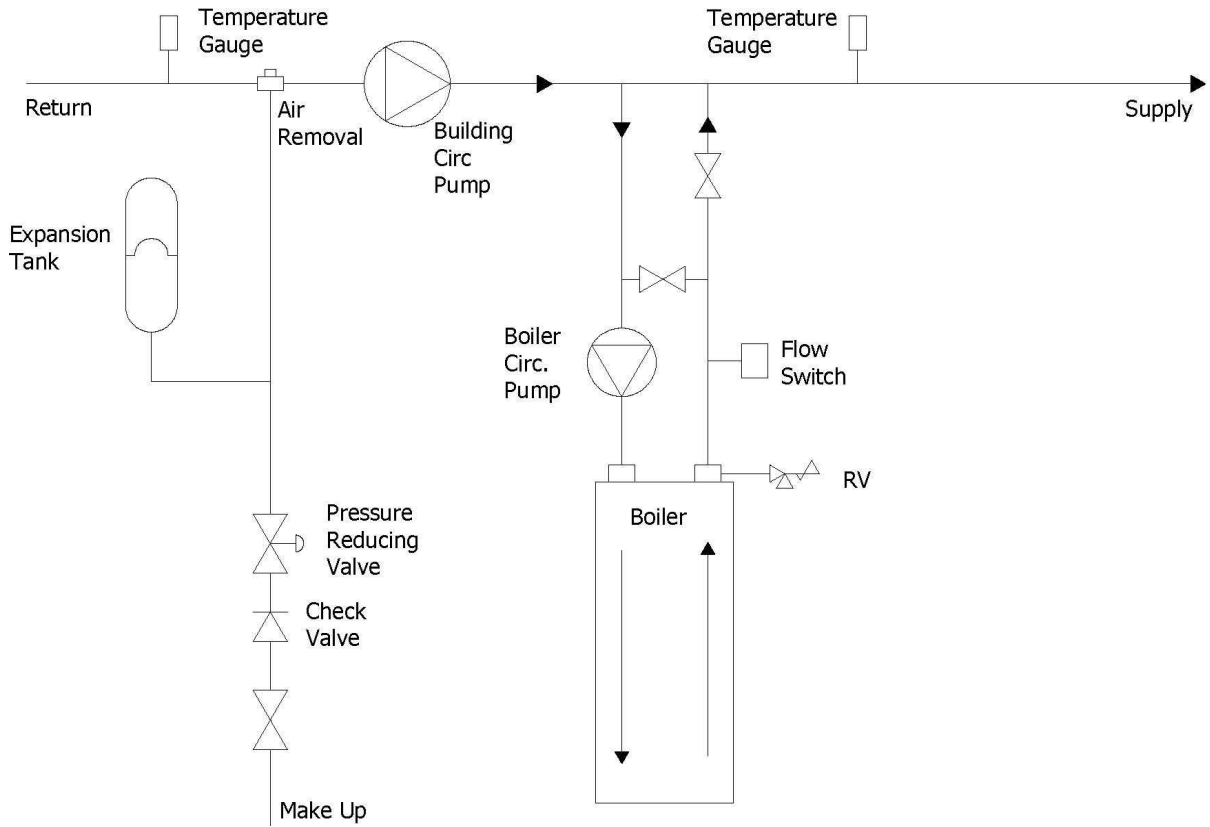 Temperature
Gauge
Temperature
Gauge
Return
Air
Removal
Building
Circ
Pump
Supply
Expansion
Tank
Boiler
Circ.
Pump
Flow
Switch
RV
Boiler
Pressure
Reducing
Valve
Check
Valve
Make Up